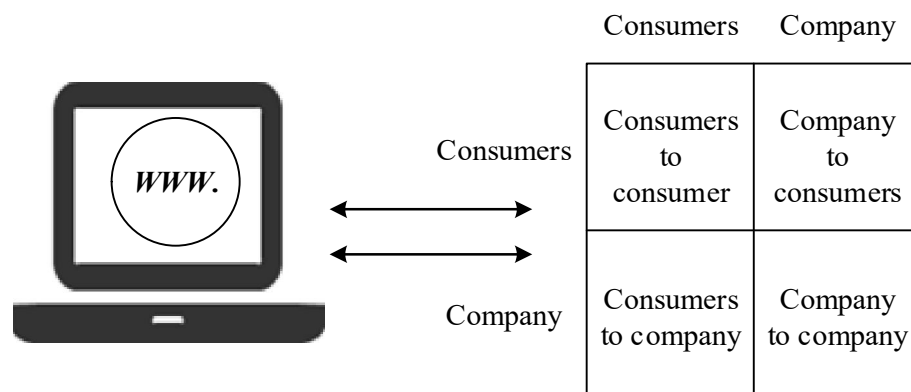 Consumers Company
Consumers
Consumers
to
consumer
Company
to
consumers
WWW.
Company
Consumers
to company
Company
to company